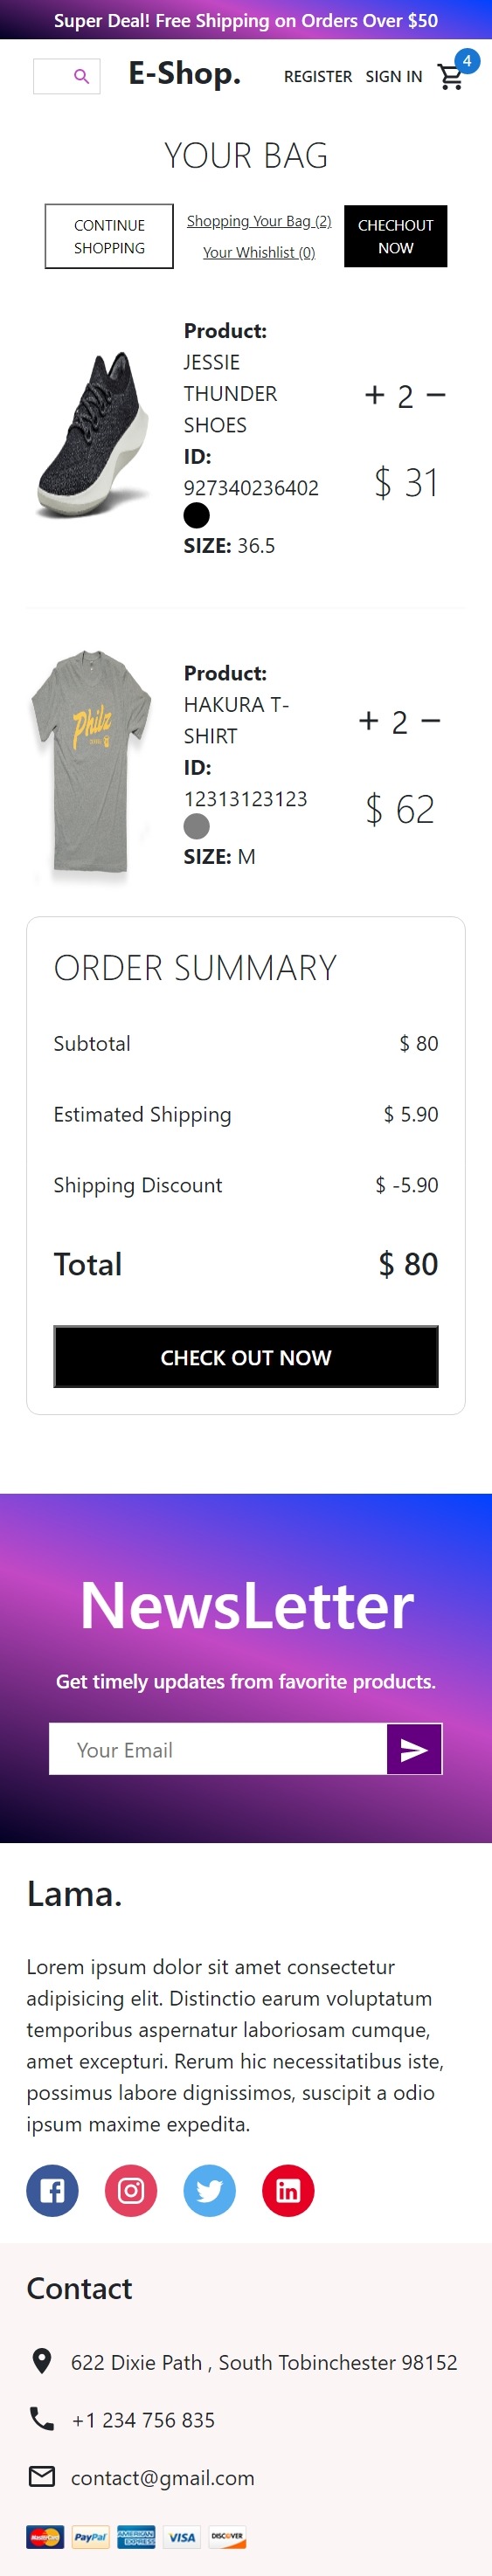 Super Deal! Free Shipping on Orders Over $50
E-Shop.
REGISTER SIGN IN
4
YOUR BAG
CONTINUE
SHOPPING
Shopping Your Bag (2)
Your Whishlist (0)
CHECHOUT
NOW
Product:
JESSIE
THUNDER
SHOES
ID:
927340236402
SIZE: 36.5
+ 2 −
$ 31
Philz
Product:
HAKURA T-
SHIRT
ID:
12313123123
SIZE: M
+ 2 −
$ 62
ORDER SUMMARY
Subtotal $ 80
Estimated Shipping $ 5.90
Shipping Discount $ -5.90
Total $ 80
CHECK OUT NOW
NewsLetter
Get timely updates from favorite products.
Your Email
Lama.
Lorem ipsum dolor sit amet consectetur
adipisicing elit. Distinctio earum voluptatum
temporibus aspernatur laboriosam cumque,
amet excepturi. Rerum hic necessitatibus iste,
possimus labore dignissimos, suscipit a odio
ipsum maxime expedita.
Contact
622 Dixie Path , South Tobinchester 98152
+1 234 756 835
contact@gmail.com
MasterCard PayPal AMERICAN EXPRESS VISA DISCOVER